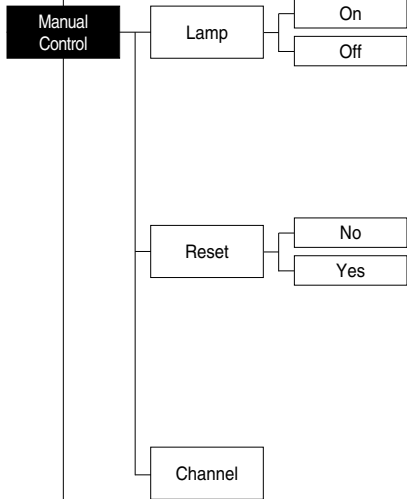 Manual
Control
Lamp
On
Off
Reset
No
Yes
Channel